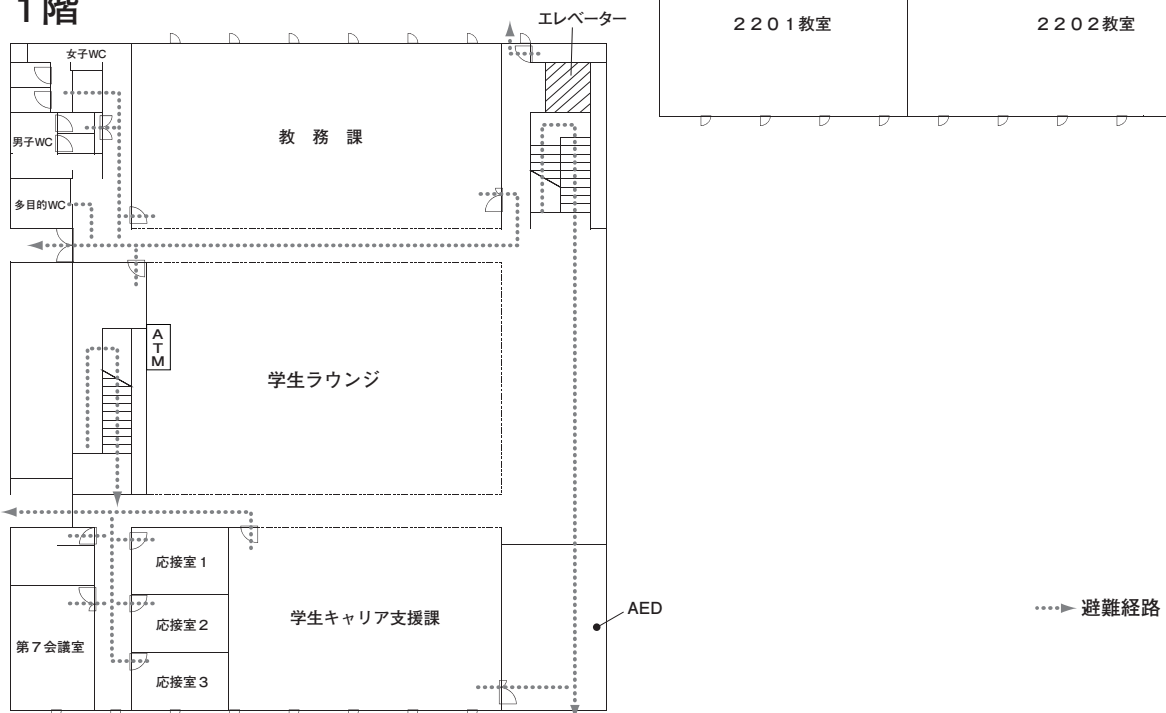 1階
エレベーター
2201教室
2202教室
女子WC
教務課
男子WC
多目的WC
ATM
学生ラウンジ
応接室1
学生キャリア支援課
応接室2
AED
避難経路
第7会議室
応接室3